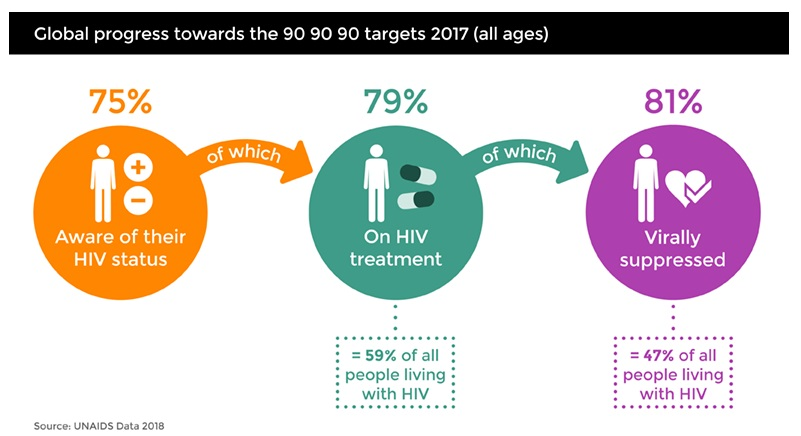 Global progress towards the 90 90 90 targets 2017 (all ages)
75%
79%
81%
of which
of which
Aware of their
HIV status
On HIV
treatment
Virally
suppressed
= 59% of all
people living
with HIV
= 47% of all
people living
with HIV
Source: UNAIDS Data 2018